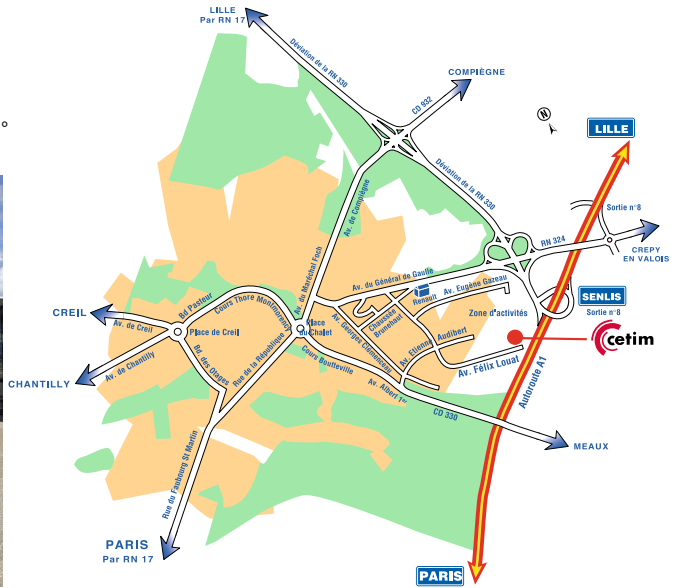 LILLE
Par RN 17
Déviation de la RN 330
COMPIÈGNE
CD 932
N
LILLE
Déviation de la RN 330
Sortie n°8
Av. de Compiègne
RN 324
CREPY
EN VALOIS
Av. du Maréchal Foch
Av. du Général de Gaulle
Av. Eugène Gazeau
Renault
SENLIS
Sortie n°8
Zone d'activités
cetim
CREIL
Bd Pasteur
Cours Thoré Montmorency
Av. de Creil
Place de Creil
Place
du Chalet
Chaussée
Brunehaut
Av. Georges Clémenceau
Av. Etienne Audibert
Av. Félix Louat
Autoroute A1
CHANTILLY
Av. de Chantilly
Bd. des Otages
Rue de la République
Cours Boutteville
Av. Albert 1er
CD 330
MEAUX
Rue du Faubourg St Martin
PARIS
Par RN 17
PARIS